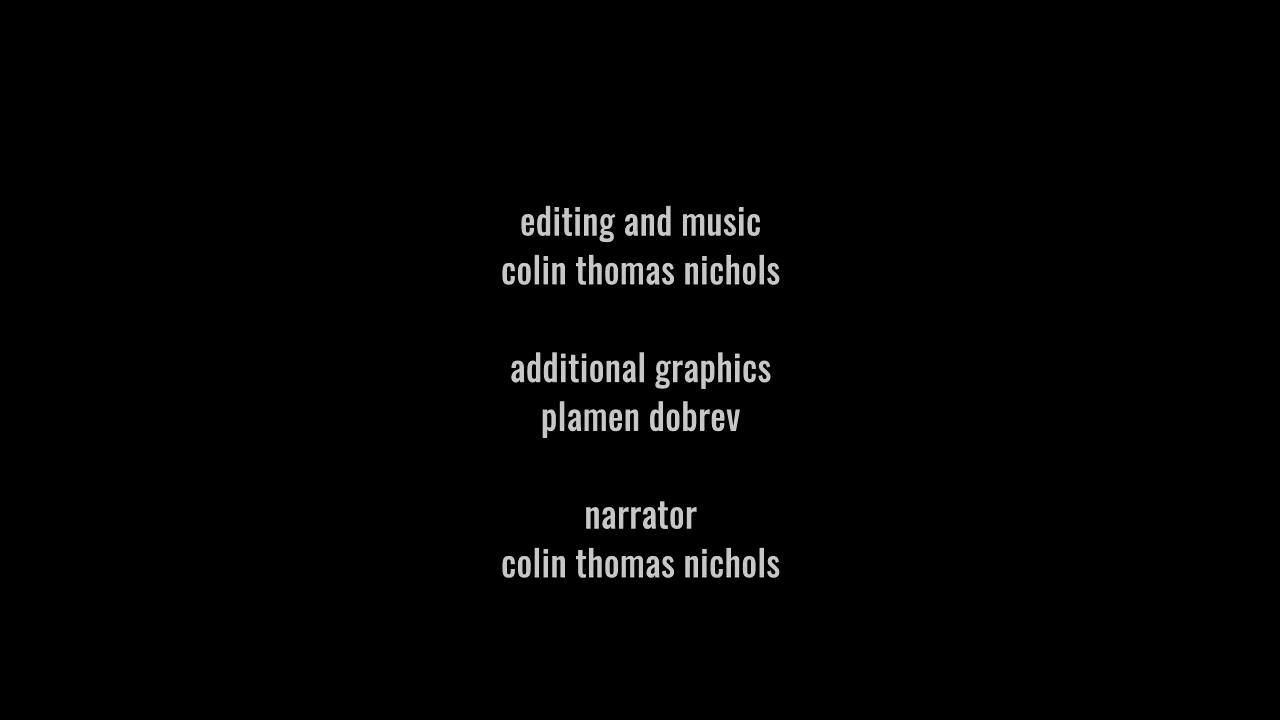 editing and music
colin thomas nichols
additional graphics
plamen dobrev
narrator
colin thomas nichols